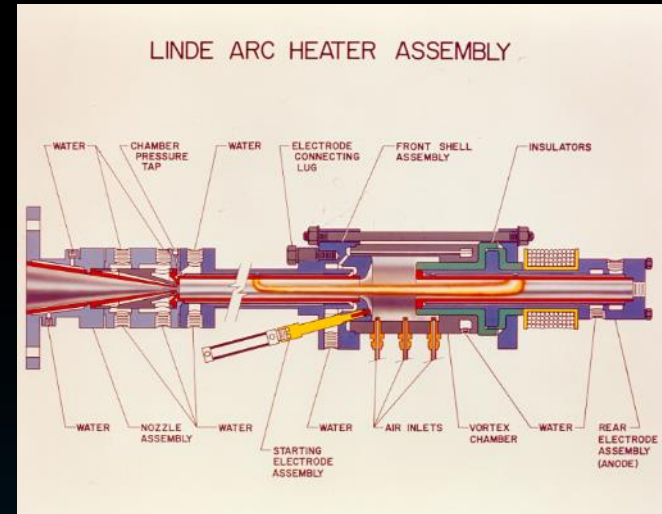 LINDE ARC HEATER ASSEMBLY
WATER
CHAMBER
PRESSURE
TAP
WATER
ELECTRODE
CONNECTING
LUG
FRONT SHELL
ASSEMBLY
INSULATORS
WATER
NOZZLE
ASSEMBLY
WATER
STARTING
ELECTRODE
ASSEMBLY
WATER
AIR INLETS
VORTEX
CHAMBER
WATER
REAR
ELECTRODE
ASSEMBLY
(ANODE)